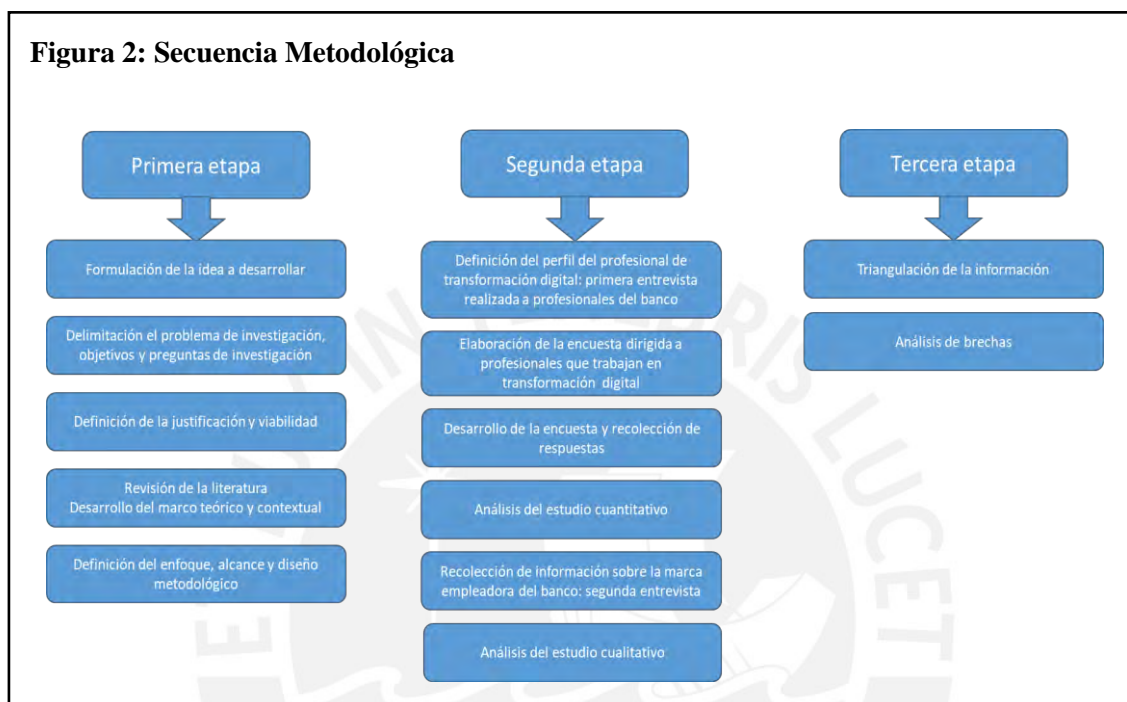 Figura 2: Secuencia Metodológica
Primera etapa
Formulación de la idea a desarrollar
Delimitación el problema de investigación,
objetivos y preguntas de investigación
Definición de la justificación y viabilidad
Revisión de la literatura
Desarrollo del marco teórico y contextual
Definición del enfoque, alcance y diseño
metodológico
Segunda etapa
Definición del perfil del profesional de
transformación digital: primera entrevista
realizada a profesionales del banco
Elaboración de la encuesta dirigida a
profesionales que trabajan en
transformación digital
Desarrollo de la encuesta y recolección de
respuestas
Análisis del estudio cuantitativo
Recolección de información sobre la marca
empleadora del banco: segunda entrevista
Análisis del estudio cualitativo
Tercera etapa
Triangulación de la información
Análisis de brechas